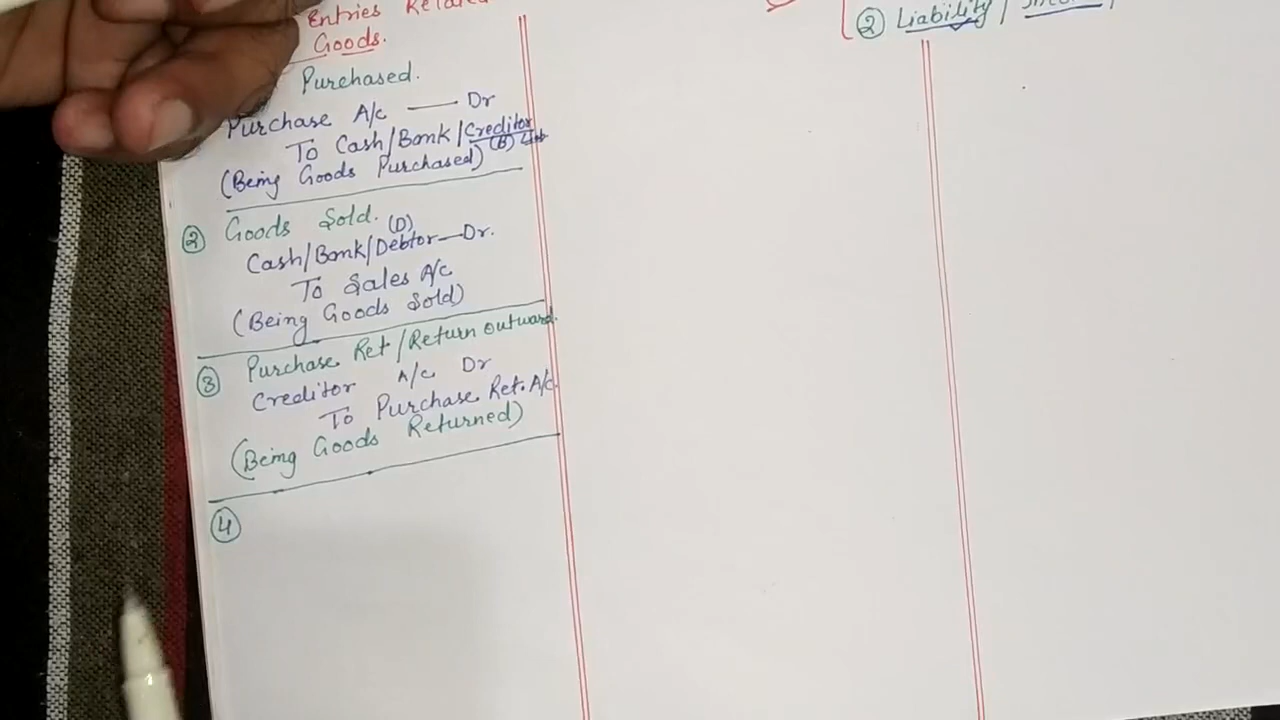 Entries Related
Goods.
Purchased.
Purchase A/c —— Dr
To Cash/Bank/Creditor
(B) Liab
(Being Goods Purchased)
② Goods Sold.
(D)
Cash/Bank/Debtor—Dr.
To Sales A/c
(Being Goods Sold)
③ Purchase Ret/Return outward.
Creditor A/c Dr
To Purchase Ret. A/c.
(Being Goods Returned)
④
② Liability /